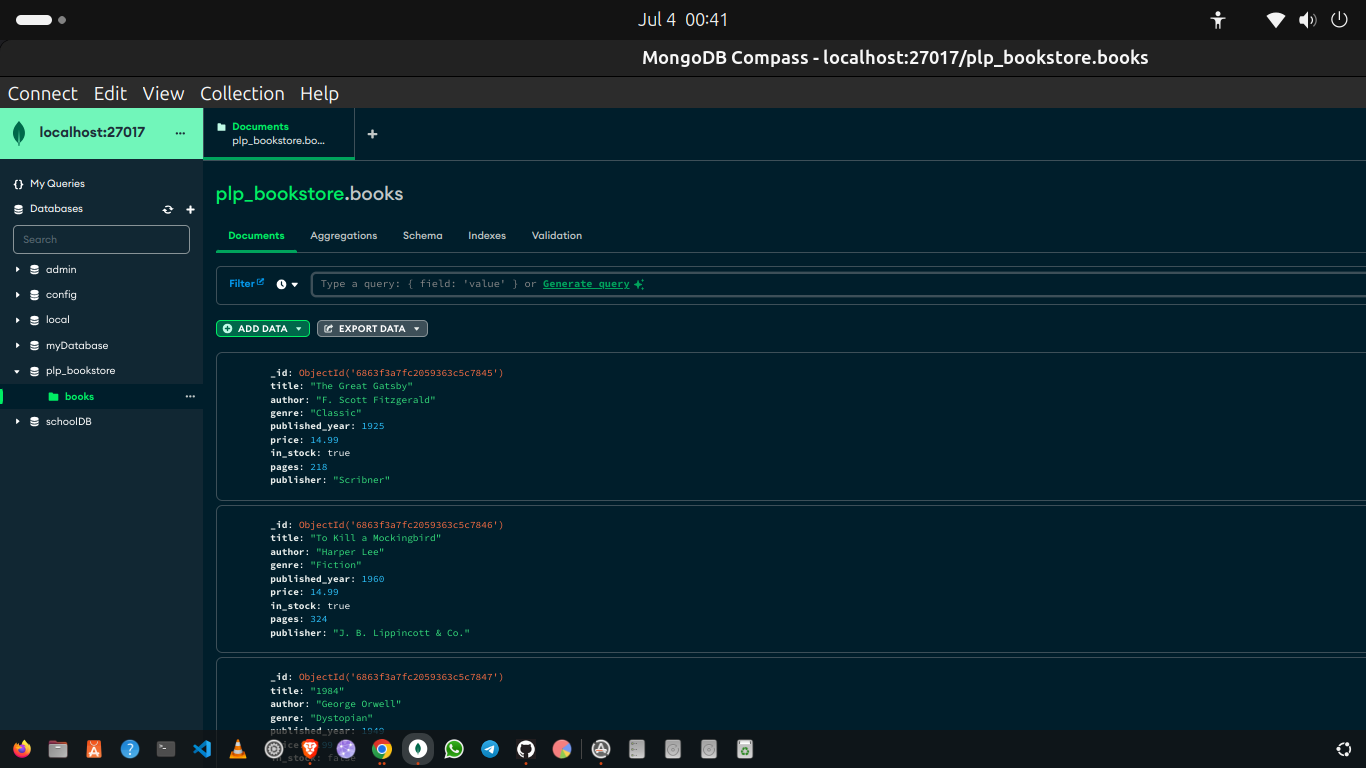 Jul 4 00:41
MongoDB Compass - localhost:27017/plp_bookstore.books
Connect Edit View Collection Help
localhost:27017
...
My Queries
Databases
Search
admin
config
local
myDatabase
plp_bookstore
books
...
schoolDB
Documents
plp_bookstore.bo...
+
plp_bookstore.books
Documents Aggregations Schema Indexes Validation
Filter
Type a query: { field: 'value' } or Generate query
ADD DATA EXPORT DATA
_id: ObjectId('6863f3a7fc2059363c5c7845')
title: "The Great Gatsby"
author: "F. Scott Fitzgerald"
genre: "Classic"
published_year: 1925
price: 14.99
in_stock: true
pages: 218
publisher: "Scribner"
_id: ObjectId('6863f3a7fc2059363c5c7846')
title: "To Kill a Mockingbird"
author: "Harper Lee"
genre: "Fiction"
published_year: 1960
price: 14.99
in_stock: true
pages: 324
publisher: "J. B. Lippincott & Co."
_id: ObjectId('6863f3a7fc2059363c5c7847')
title: "1984"
author: "George Orwell"
genre: "Dystopian"
published_year: 1949
in_stock: false